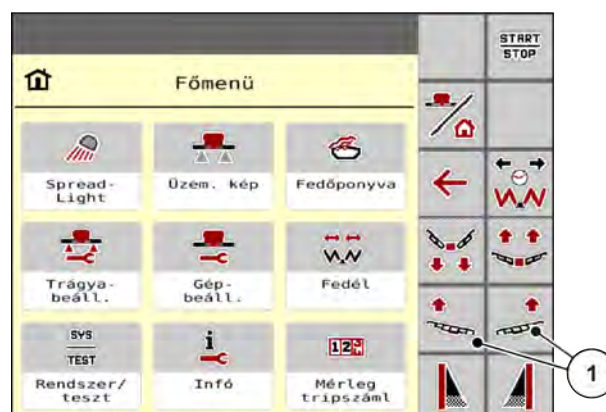 START
STOP
Főmenü
Spread-
Light
Üzem. kép
Fedőponyva
Trágya-
beáll.
Gép-
beáll.
Fedél
SYS
TEST
i
123
Rendszer/
teszt
Infó
Mérleg
tripszáml
1